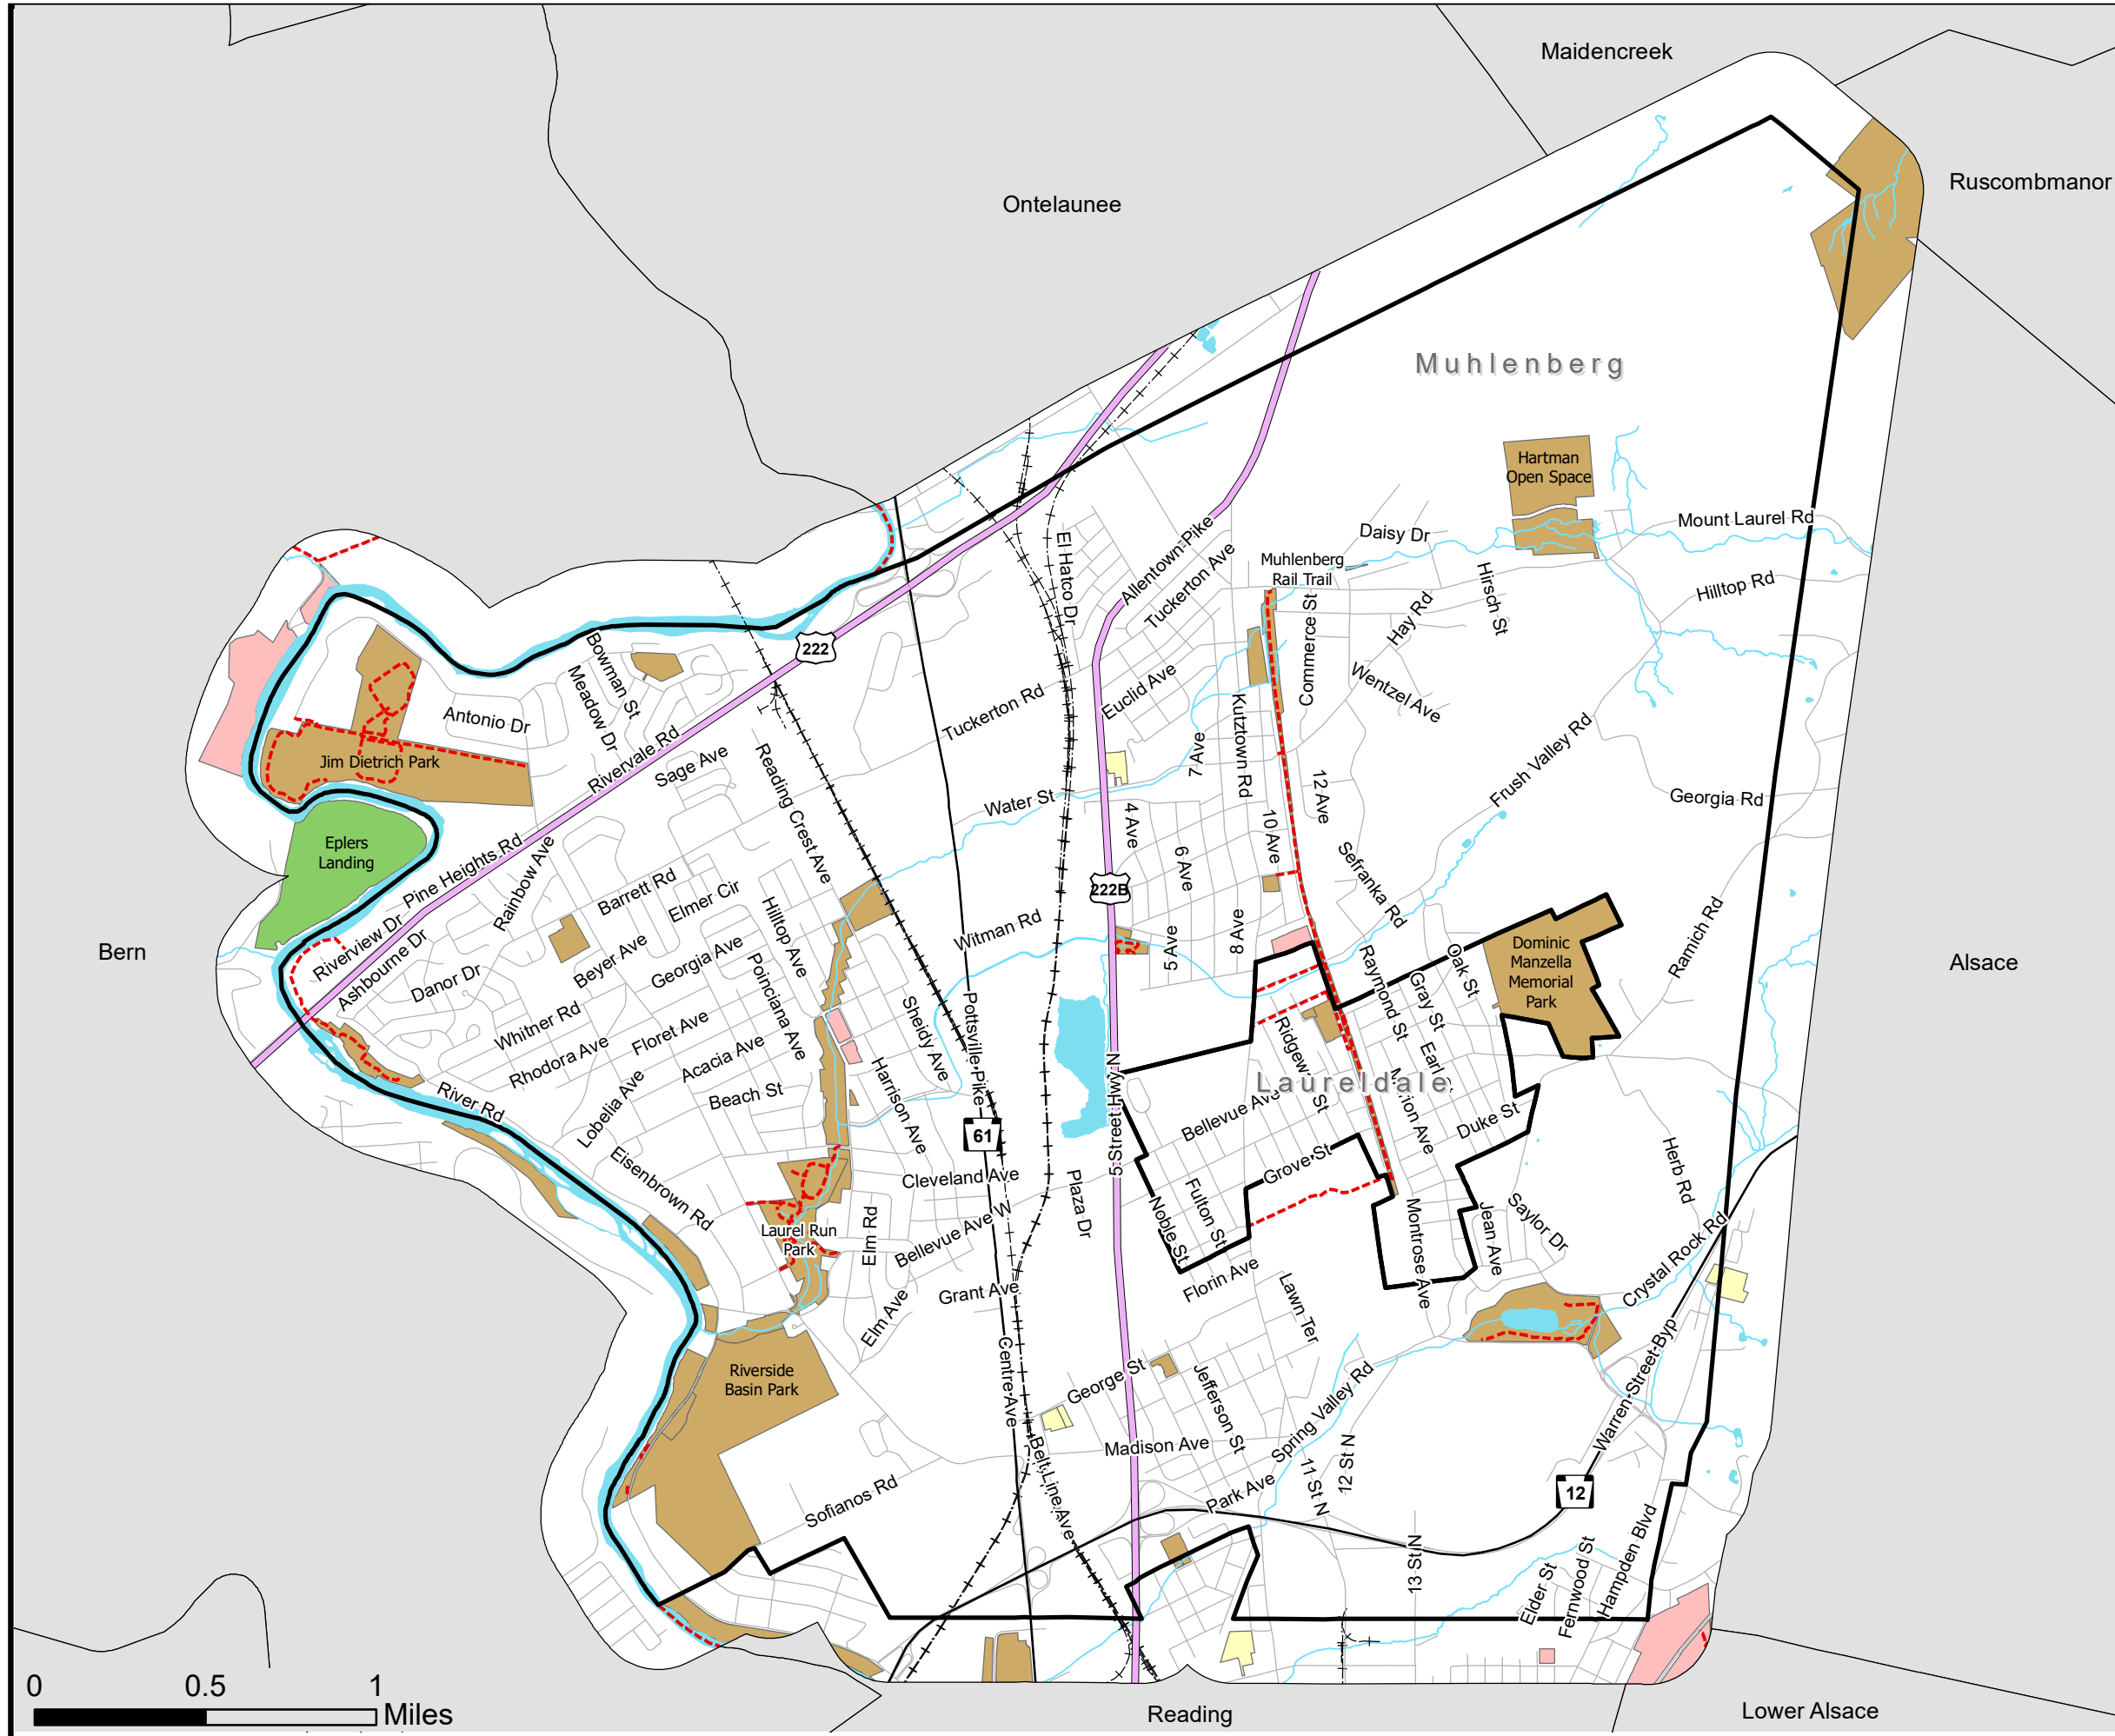 Maidencreek
Ruscombmanor
Ontelaunee
Muhlenberg
Hartman
Open Space
Mount Laurel Rd
Daisy Dr
Allentown Pike
El Hatco Dr
Tuckerton Ave
Muhlenberg
Rail Trail
Hilltop Rd
Hirsch St
Hay Rd
Commerce St
222
Bowman St
Meadow Dr
Antonio Dr
Wentzel Ave
Euclid Ave
Tuckerton Rd
Kutztown Rd
7 Ave
Rivervale Rd
Sage Ave
Jim Dietrich Park
Reading Crest Ave
Frush Valley Rd
12 Ave
Georgia Rd
Water St
4 Ave
10 Ave
Eplers
Landing
6 Ave
Pine Heights Rd
Rainbow Ave
Barrett Rd
Elmer Cir
222B
Sefranka Rd
Hilltop Ave
Witman Rd
8 Ave
5 Ave
Ramich Rd
Bern
Riverview Dr
Ashbourne Dr
Danor Dr
Beyer Ave
Georgia Ave
Poinciana Ave
Dominic
Manzella
Memorial
Park
Alsace
Oak St
Raymond St
Gray St
Whitner Rd
Floret Ave
Rhodora Ave
Acacia Ave
Sheidy Ave
Pottsville Pike
Ridgewood St
Earl
Laureldale
River Rd
Lobelia Ave
Beach St
Harrison Ave
5 Street Hwy N
Bellevue Ave
Marion Ave
Duke St
61
Eisenbrown Rd
Cleveland Ave
Grove St
Herb Rd
Plaza Dr
Noble St
Fulton St
Montrose Ave
Jean Ave
Saylor Dr
Laurel Run
Park
Elm Rd
Bellevue Ave W
Crystal Rock Rd
Florin Ave
Grant Ave
Elm Ave
Lawn Ter
Centre Ave
Riverside
Basin Park
George St
Jefferson St
Spring Valley Rd
Warren Street Byp
Madison Ave
Belt Line Ave
11 St N
12 St N
Park Ave
12
Sofianos Rd
13 St N
Elder St
Fernwood St
Hampden Blvd
0 0.5 1
Miles
Reading
Lower Alsace